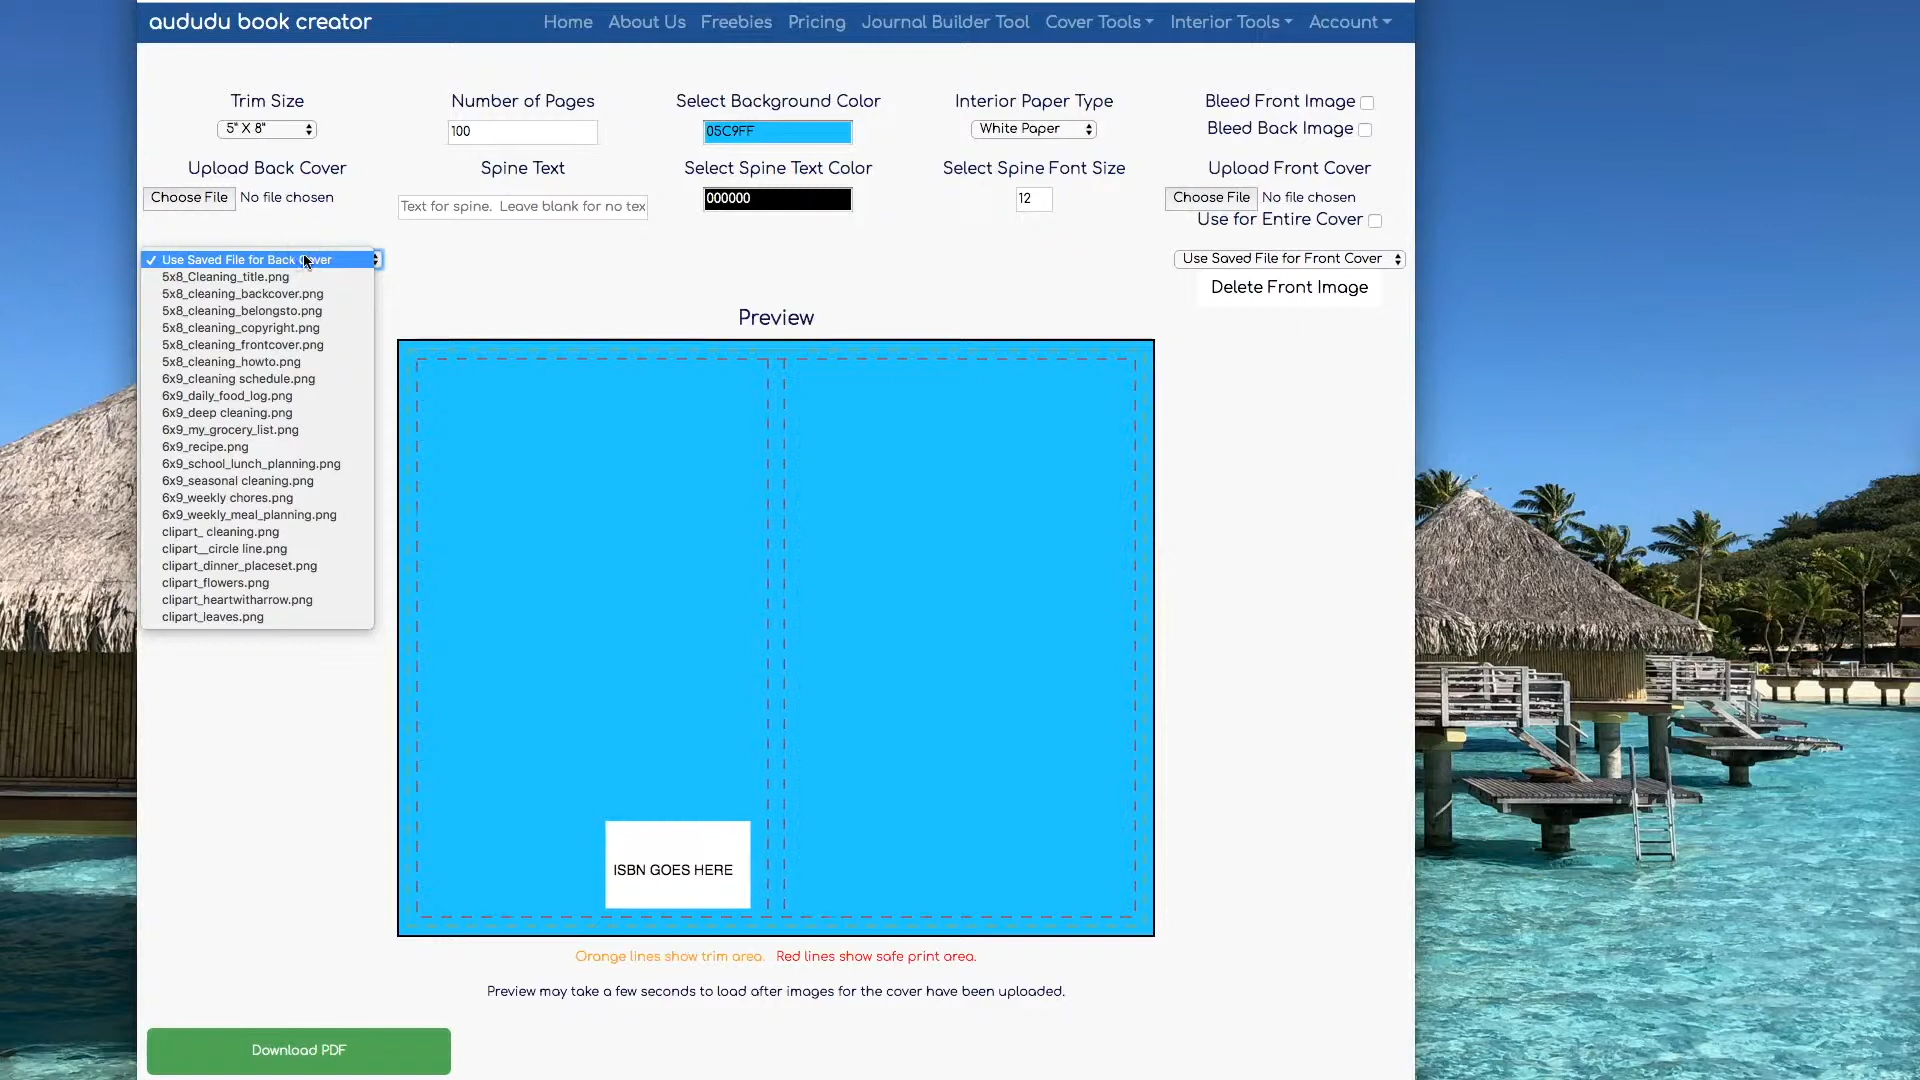 aududu book creator
Home About Us Freebies Pricing Journal Builder Tool Cover Tools Interior Tools Account
Trim Size
Number of Pages
Select Background Color
Interior Paper Type
Bleed Front Image
5" X 8"
100
05C9FF
White Paper
Bleed Back Image
Upload Back Cover
Spine Text
Select Spine Text Color
Select Spine Font Size
Upload Front Cover
Choose File No file chosen
Text for spine. Leave blank for no tex
000000
12
Choose File No file chosen
Use for Entire Cover
Use Saved File for Back Cover
Use Saved File for Front Cover
Delete Front Image
5x8_Cleaning_title.png
5x8_cleaning_backcover.png
5x8_cleaning_belongsto.png
5x8_cleaning_copyright.png
5x8_cleaning_frontcover.png
5x8_cleaning_howto.png
6x9_cleaning schedule.png
6x9_daily_food_log.png
6x9_deep cleaning.png
6x9_my_grocery_list.png
6x9_recipe.png
6x9_school_lunch_planning.png
6x9_seasonal cleaning.png
6x9_weekly chores.png
6x9_weekly_meal_planning.png
clipart_ cleaning.png
clipart__circle line.png
clipart_dinner_placeset.png
clipart_flowers.png
clipart_heartwitharrow.png
clipart_leaves.png
Preview
ISBN GOES HERE
Orange lines show trim area. Red lines show safe print area.
Preview may take a few seconds to load after images for the cover have been uploaded.
Download PDF